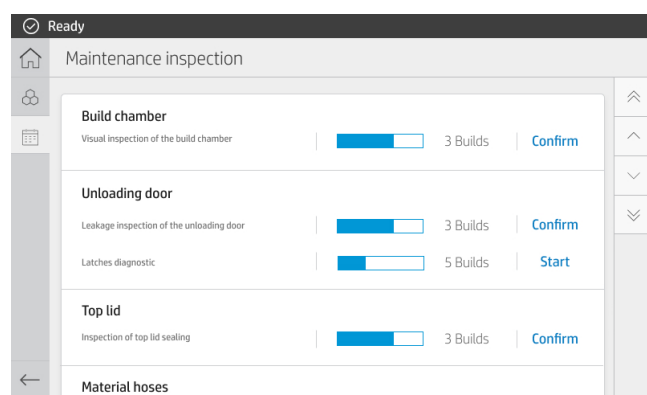 Ready
Maintenance inspection
Build chamber
Visual inspection of the build chamber 3 Builds Confirm
Unloading door
Leakage inspection of the unloading door 3 Builds Confirm
Latches diagnostic 5 Builds Start
Top lid
Inspection of top lid sealing 3 Builds Confirm
Material hoses